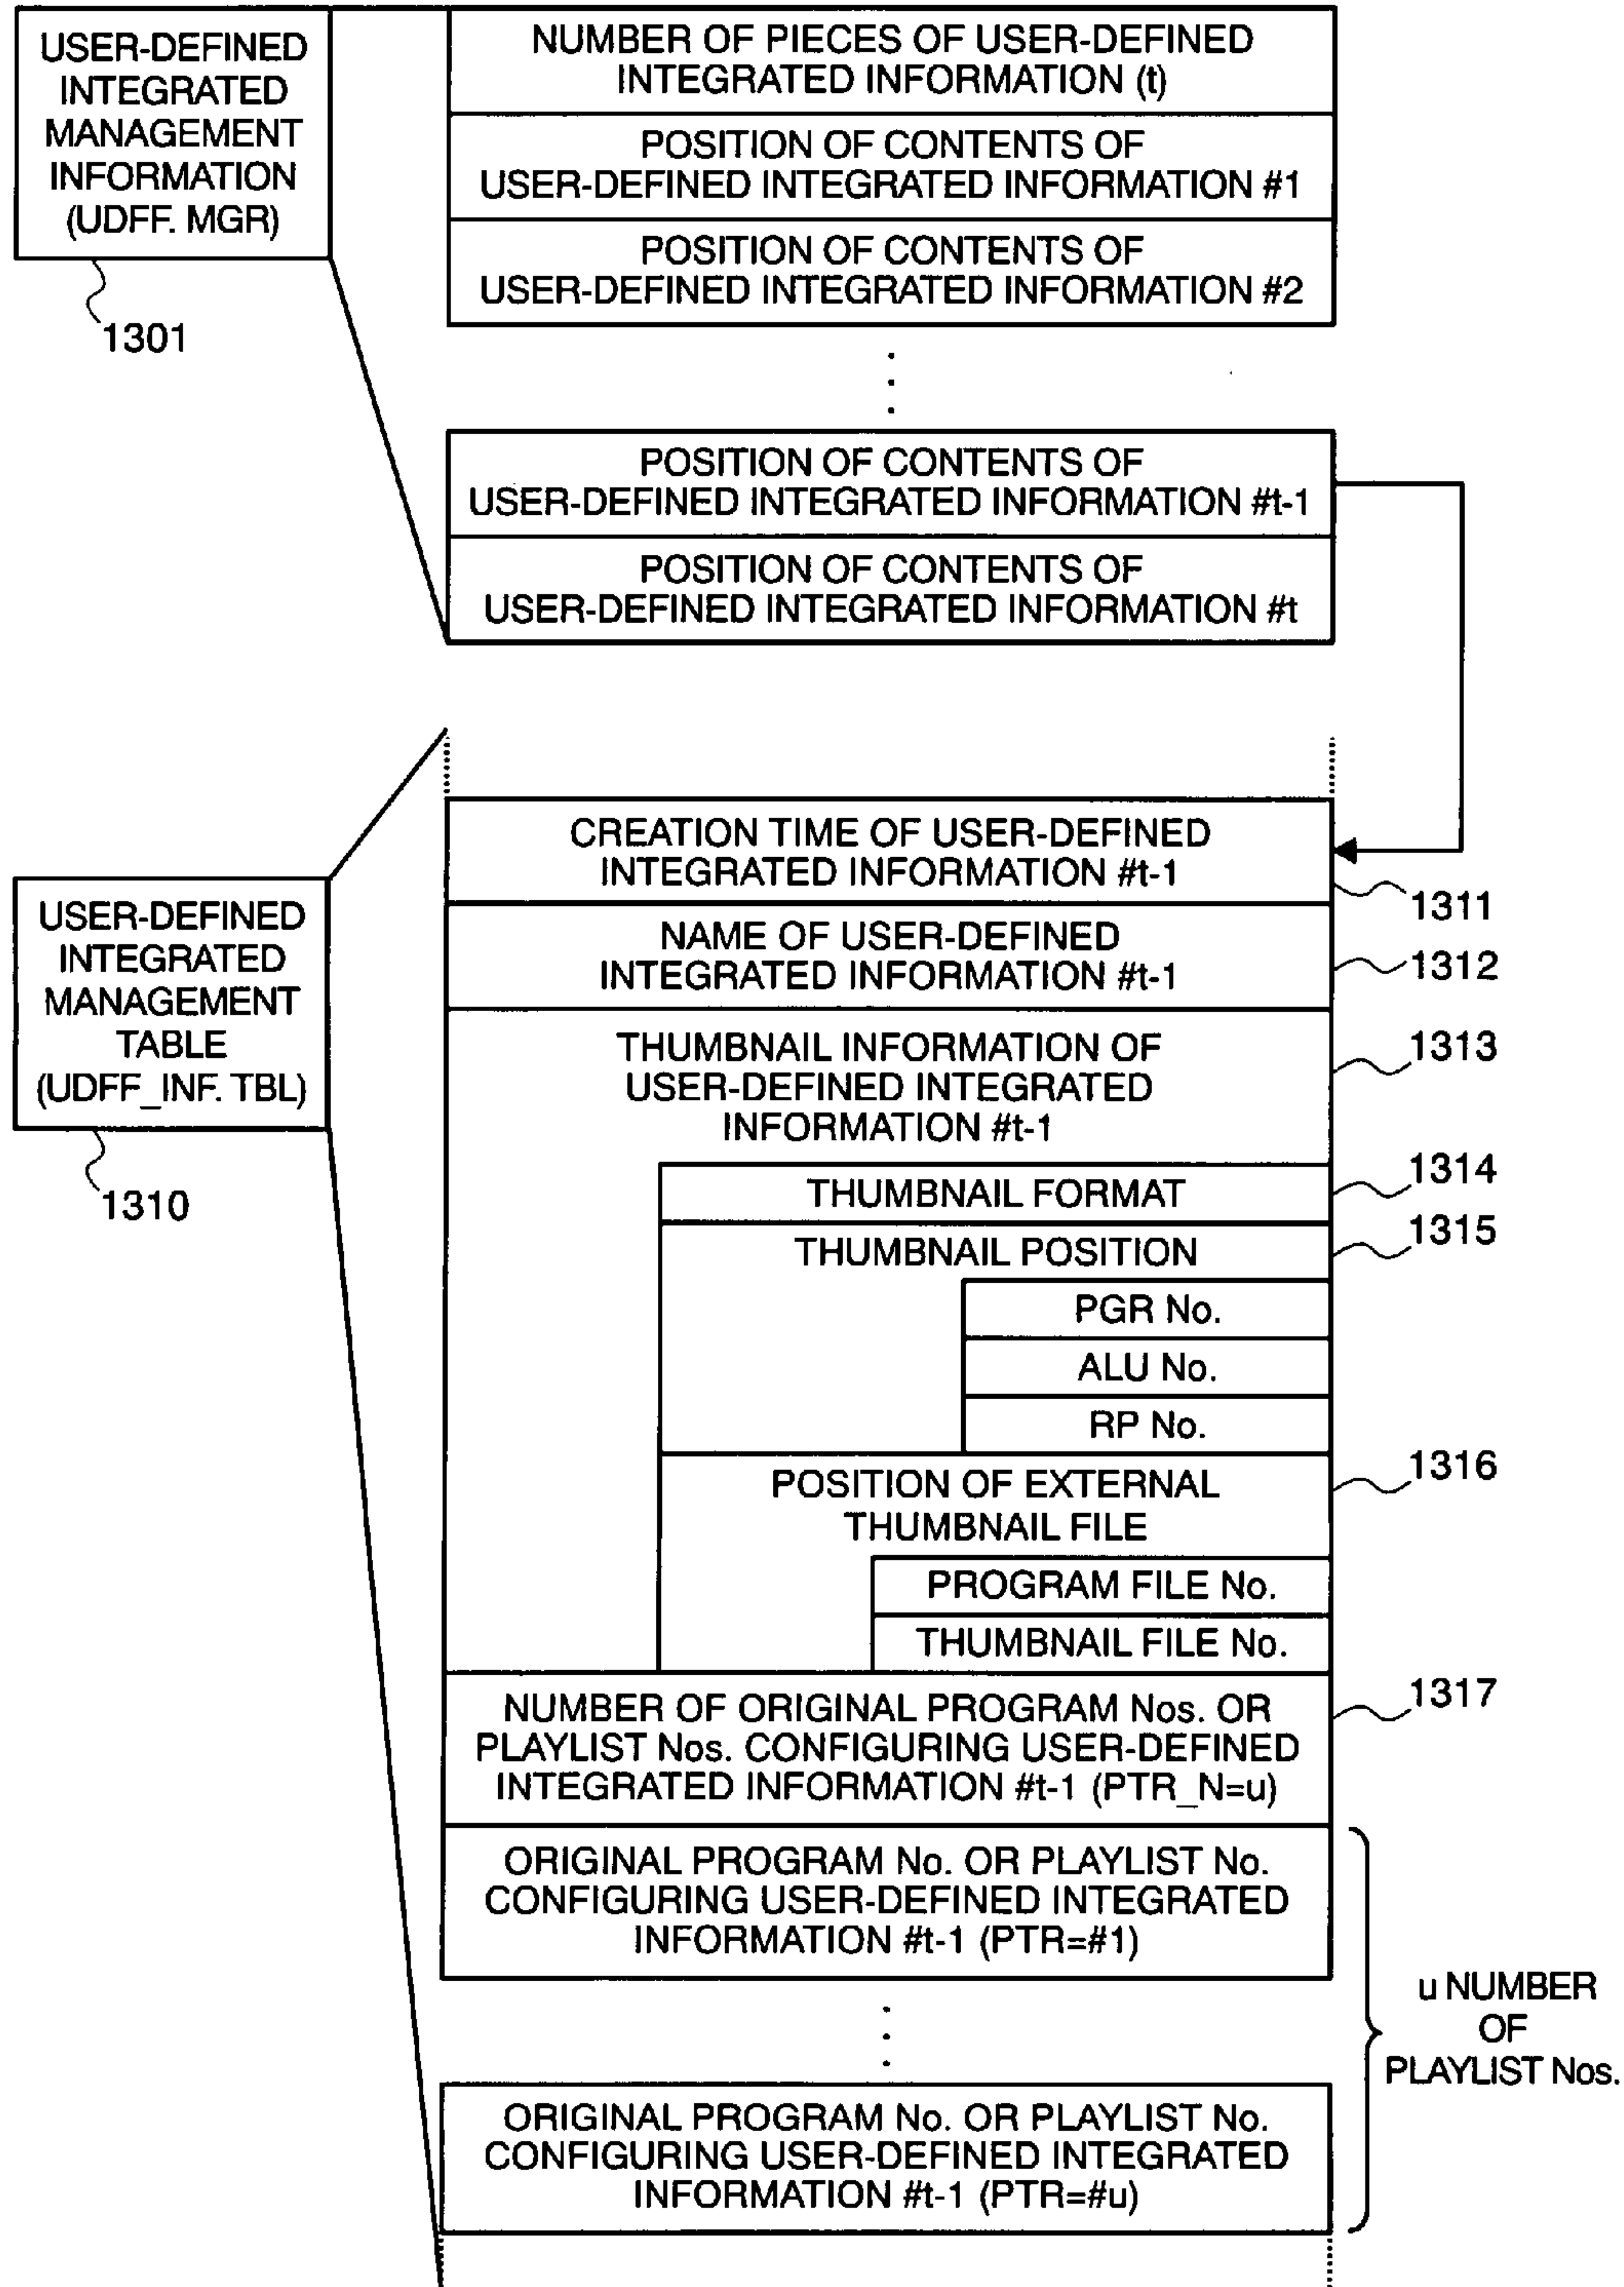 USER-DEFINED
INTEGRATED
MANAGEMENT
INFORMATION
(UDFF. MGR)
1301
NUMBER OF PIECES OF USER-DEFINED
INTEGRATED INFORMATION (t)
POSITION OF CONTENTS OF
USER-DEFINED INTEGRATED INFORMATION #1
POSITION OF CONTENTS OF
USER-DEFINED INTEGRATED INFORMATION #2
POSITION OF CONTENTS OF
USER-DEFINED INTEGRATED INFORMATION #t-1
POSITION OF CONTENTS OF
USER-DEFINED INTEGRATED INFORMATION #t
USER-DEFINED
INTEGRATED
MANAGEMENT
TABLE
(UDFF_INF. TBL)
1310
CREATION TIME OF USER-DEFINED
INTEGRATED INFORMATION #t-1
1311
NAME OF USER-DEFINED
INTEGRATED INFORMATION #t-1
1312
THUMBNAIL INFORMATION OF
USER-DEFINED INTEGRATED
INFORMATION #t-1
1313
THUMBNAIL FORMAT
1314
THUMBNAIL POSITION
1315
PGR No.
ALU No.
RP No.
POSITION OF EXTERNAL
THUMBNAIL FILE
1316
PROGRAM FILE No.
THUMBNAIL FILE No.
NUMBER OF ORIGINAL PROGRAM Nos. OR
PLAYLIST Nos. CONFIGURING USER-DEFINED
INTEGRATED INFORMATION #t-1 (PTR_N=u)
1317
ORIGINAL PROGRAM No. OR PLAYLIST No.
CONFIGURING USER-DEFINED INTEGRATED
INFORMATION #t-1 (PTR=#1)
u NUMBER
OF
PLAYLIST Nos.
ORIGINAL PROGRAM No. OR PLAYLIST No.
CONFIGURING USER-DEFINED INTEGRATED
INFORMATION #t-1 (PTR=#u)